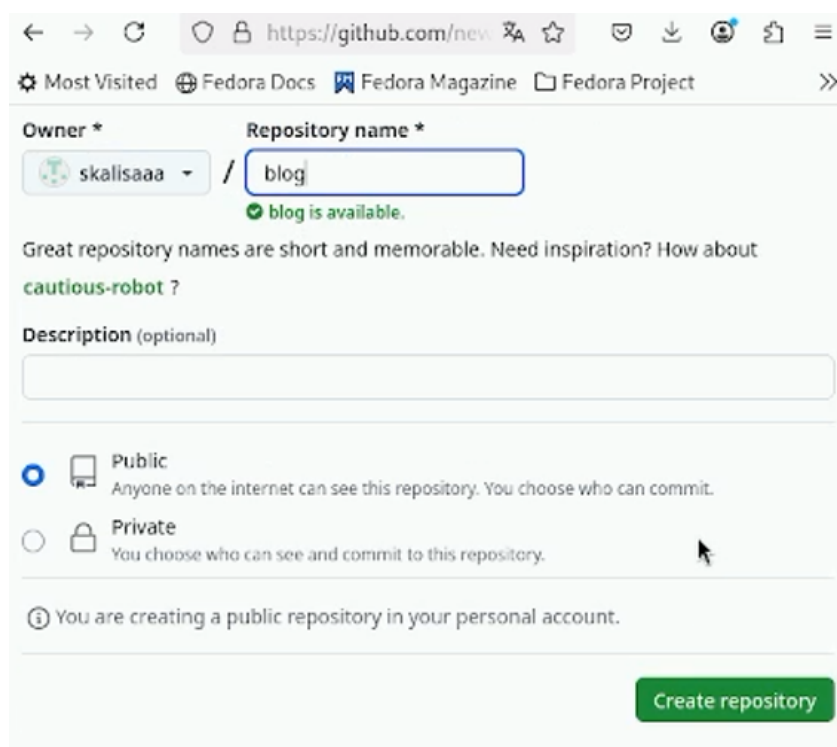 https://github.com/new
Most Visited Fedora Docs Fedora Magazine Fedora Project
Owner * Repository name *
skalisaaa / blog
blog is available.
Great repository names are short and memorable. Need inspiration? How about
cautious-robot ?
Description (optional)
Public
Anyone on the internet can see this repository. You choose who can commit.
Private
You choose who can see and commit to this repository.
You are creating a public repository in your personal account.
Create repository